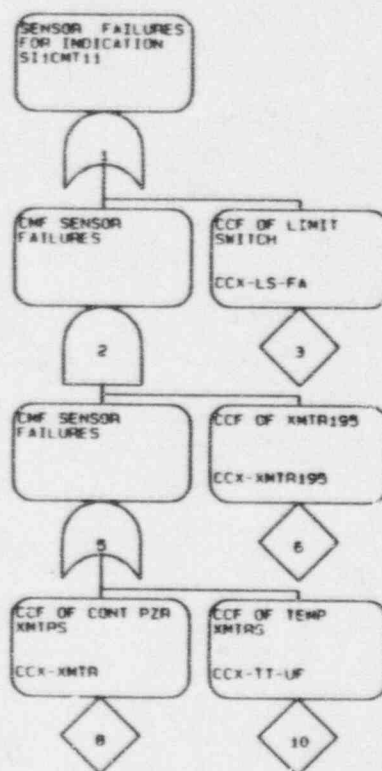 SENSOR FAILURES
FOR INDICATION
SI1CMT11
1
CMF SENSOR
FAILURES
CCF OF LIMIT
SWITCH
CCX-LS-FA
2
3
CMF SENSOR
FAILURES
CCF OF XMTR195
CCX-XMTR195
5
6
CCF OF CONT PZR
XMTRS
CCX-XMTR
CCF OF TEMP
XMTRS
CCX-TT-UF
8
10